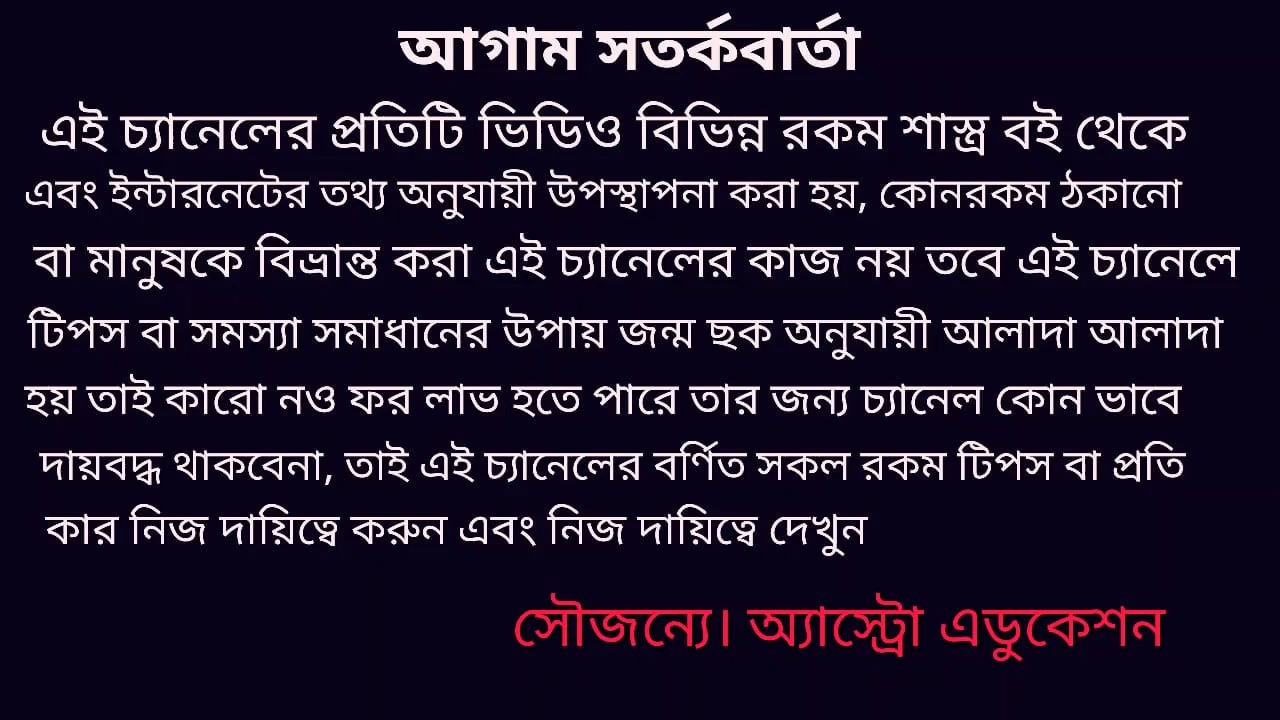 আগাম সতর্কবার্তা
এই চ্যানেলের প্রতিটি ভিডিও বিভিন্ন রকম শাস্ত্র বই থেকে
এবং ইন্টারনেটের তথ্য অনুযায়ী উপস্থাপনা করা হয়, কোনরকম ঠকানো
বা মানুষকে বিভ্রান্ত করা এই চ্যানেলের কাজ নয় তবে এই চ্যানেলে
টিপস বা সমস্যা সমাধানের উপায় জন্ম ছক অনুযায়ী আলাদা আলাদা
হয় তাই কারো নও ফর লাভ হতে পারে তার জন্য চ্যানেল কোন ভাবে
দায়বদ্ধ থাকবেনা, তাই এই চ্যানেলের বর্ণিত সকল রকম টিপস বা প্রতি
কার নিজ দায়িত্বে করুন এবং নিজ দায়িত্বে দেখুন
সৌজন্যে। অ্যাস্ট্রো এডুকেশন